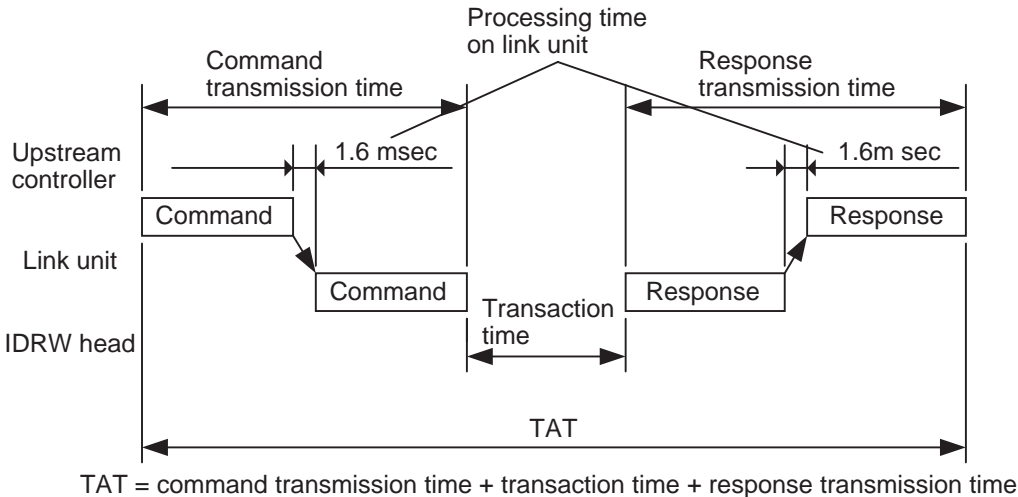 Processing time
on link unit
Command
transmission time
Response
transmission time
Upstream
controller
1.6 msec
1.6m sec
Command
Response
Link unit
Command
Response
Transaction
time
IDRW head
TAT
TAT = command transmission time + transaction time + response transmission time